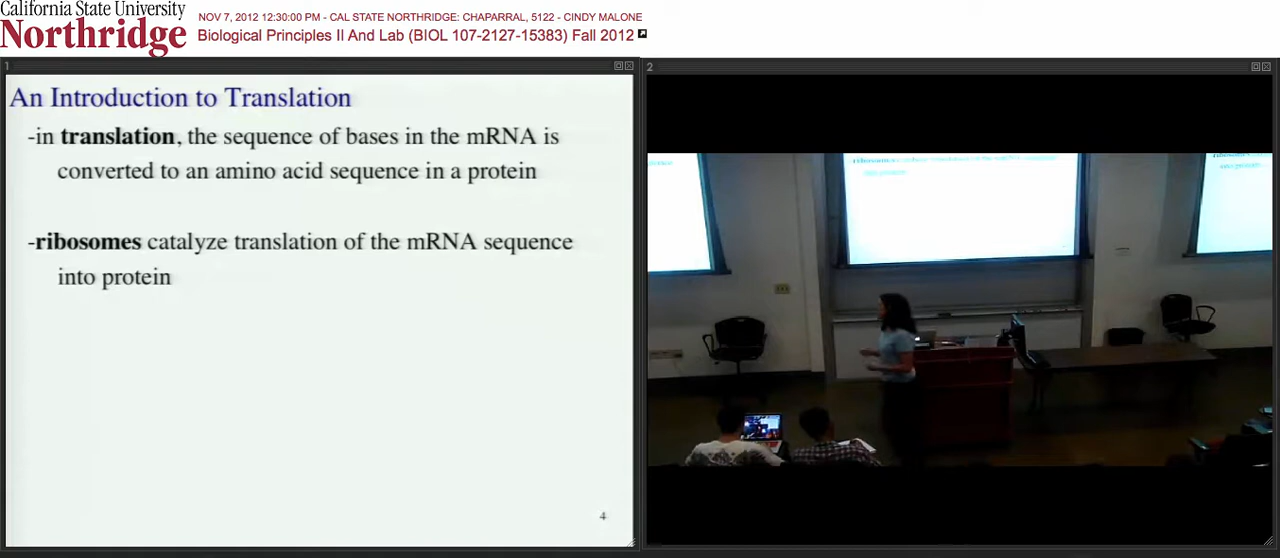 California State University
Northridge
NOV 7, 2012 12:30:00 PM - CAL STATE NORTHRIDGE: CHAPARRAL, 5122 - CINDY MALONE
Biological Principles II And Lab (BIOL 107-2127-15383) Fall 2012
1
2
An Introduction to Translation
-in translation, the sequence of bases in the mRNA is
converted to an amino acid sequence in a protein
-ribosomes catalyze translation of the mRNA sequence
into protein
4